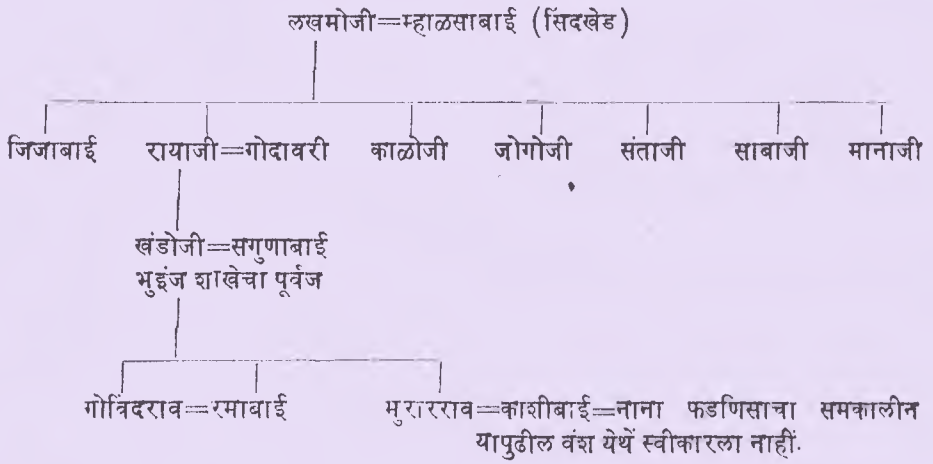 लखमोजी=म्हाळसाबाई (सिंदखेड)
जिजाबाई रायाजी=गोदावरी काळोजी जोगोजी संताजी साबाजी मानाजी
खंडोजी=सगुणाबाई
भुइंज शाखेचा पूर्वज
गोविंदराव=रमाबाई मुरारराव=काशीबाई=नाना फडणिसाचा समकालीन
यापुढील वंश येथें स्वीकारला नाहीं.